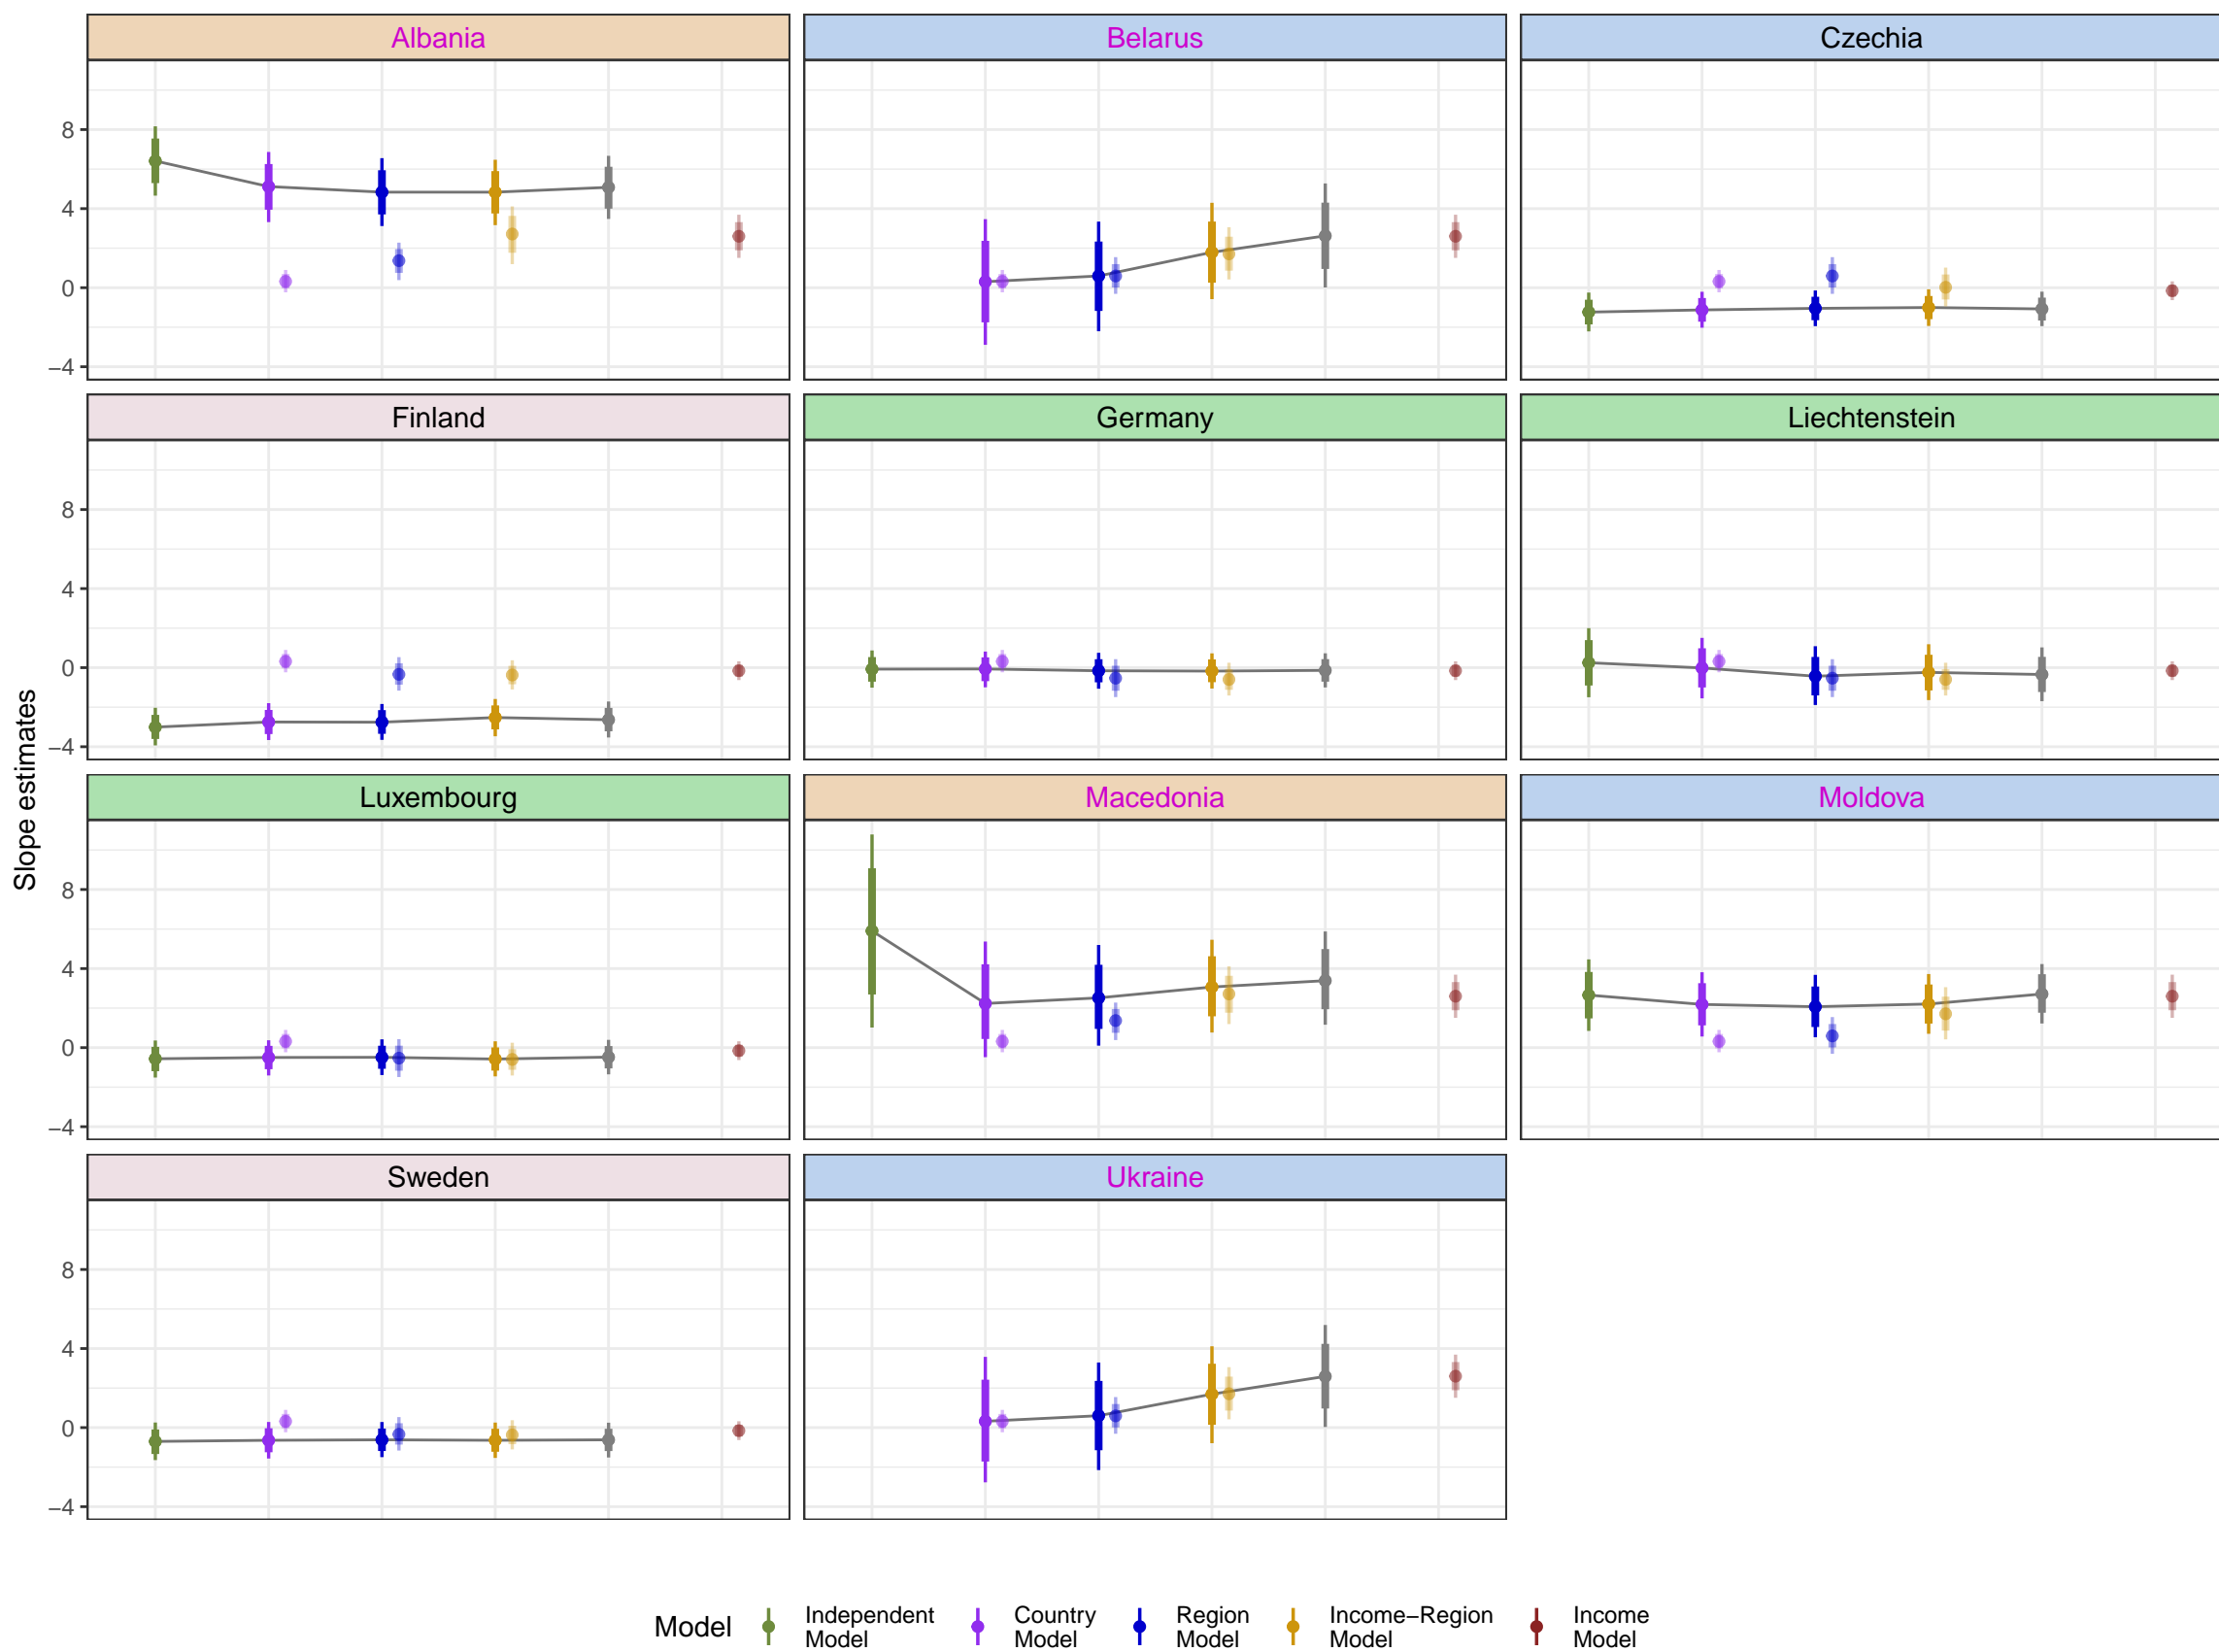 Albania
Belarus
Czechia
8
4
0
−4
Finland
Germany
Liechtenstein
8
4
0
−4
Slope estimates
Luxembourg
Macedonia
Moldova
8
4
0
−4
Sweden
Ukraine
8
4
0
−4
Model
Independent
Model
Country
Model
Region
Model
Income−Region
Model
Income
Model